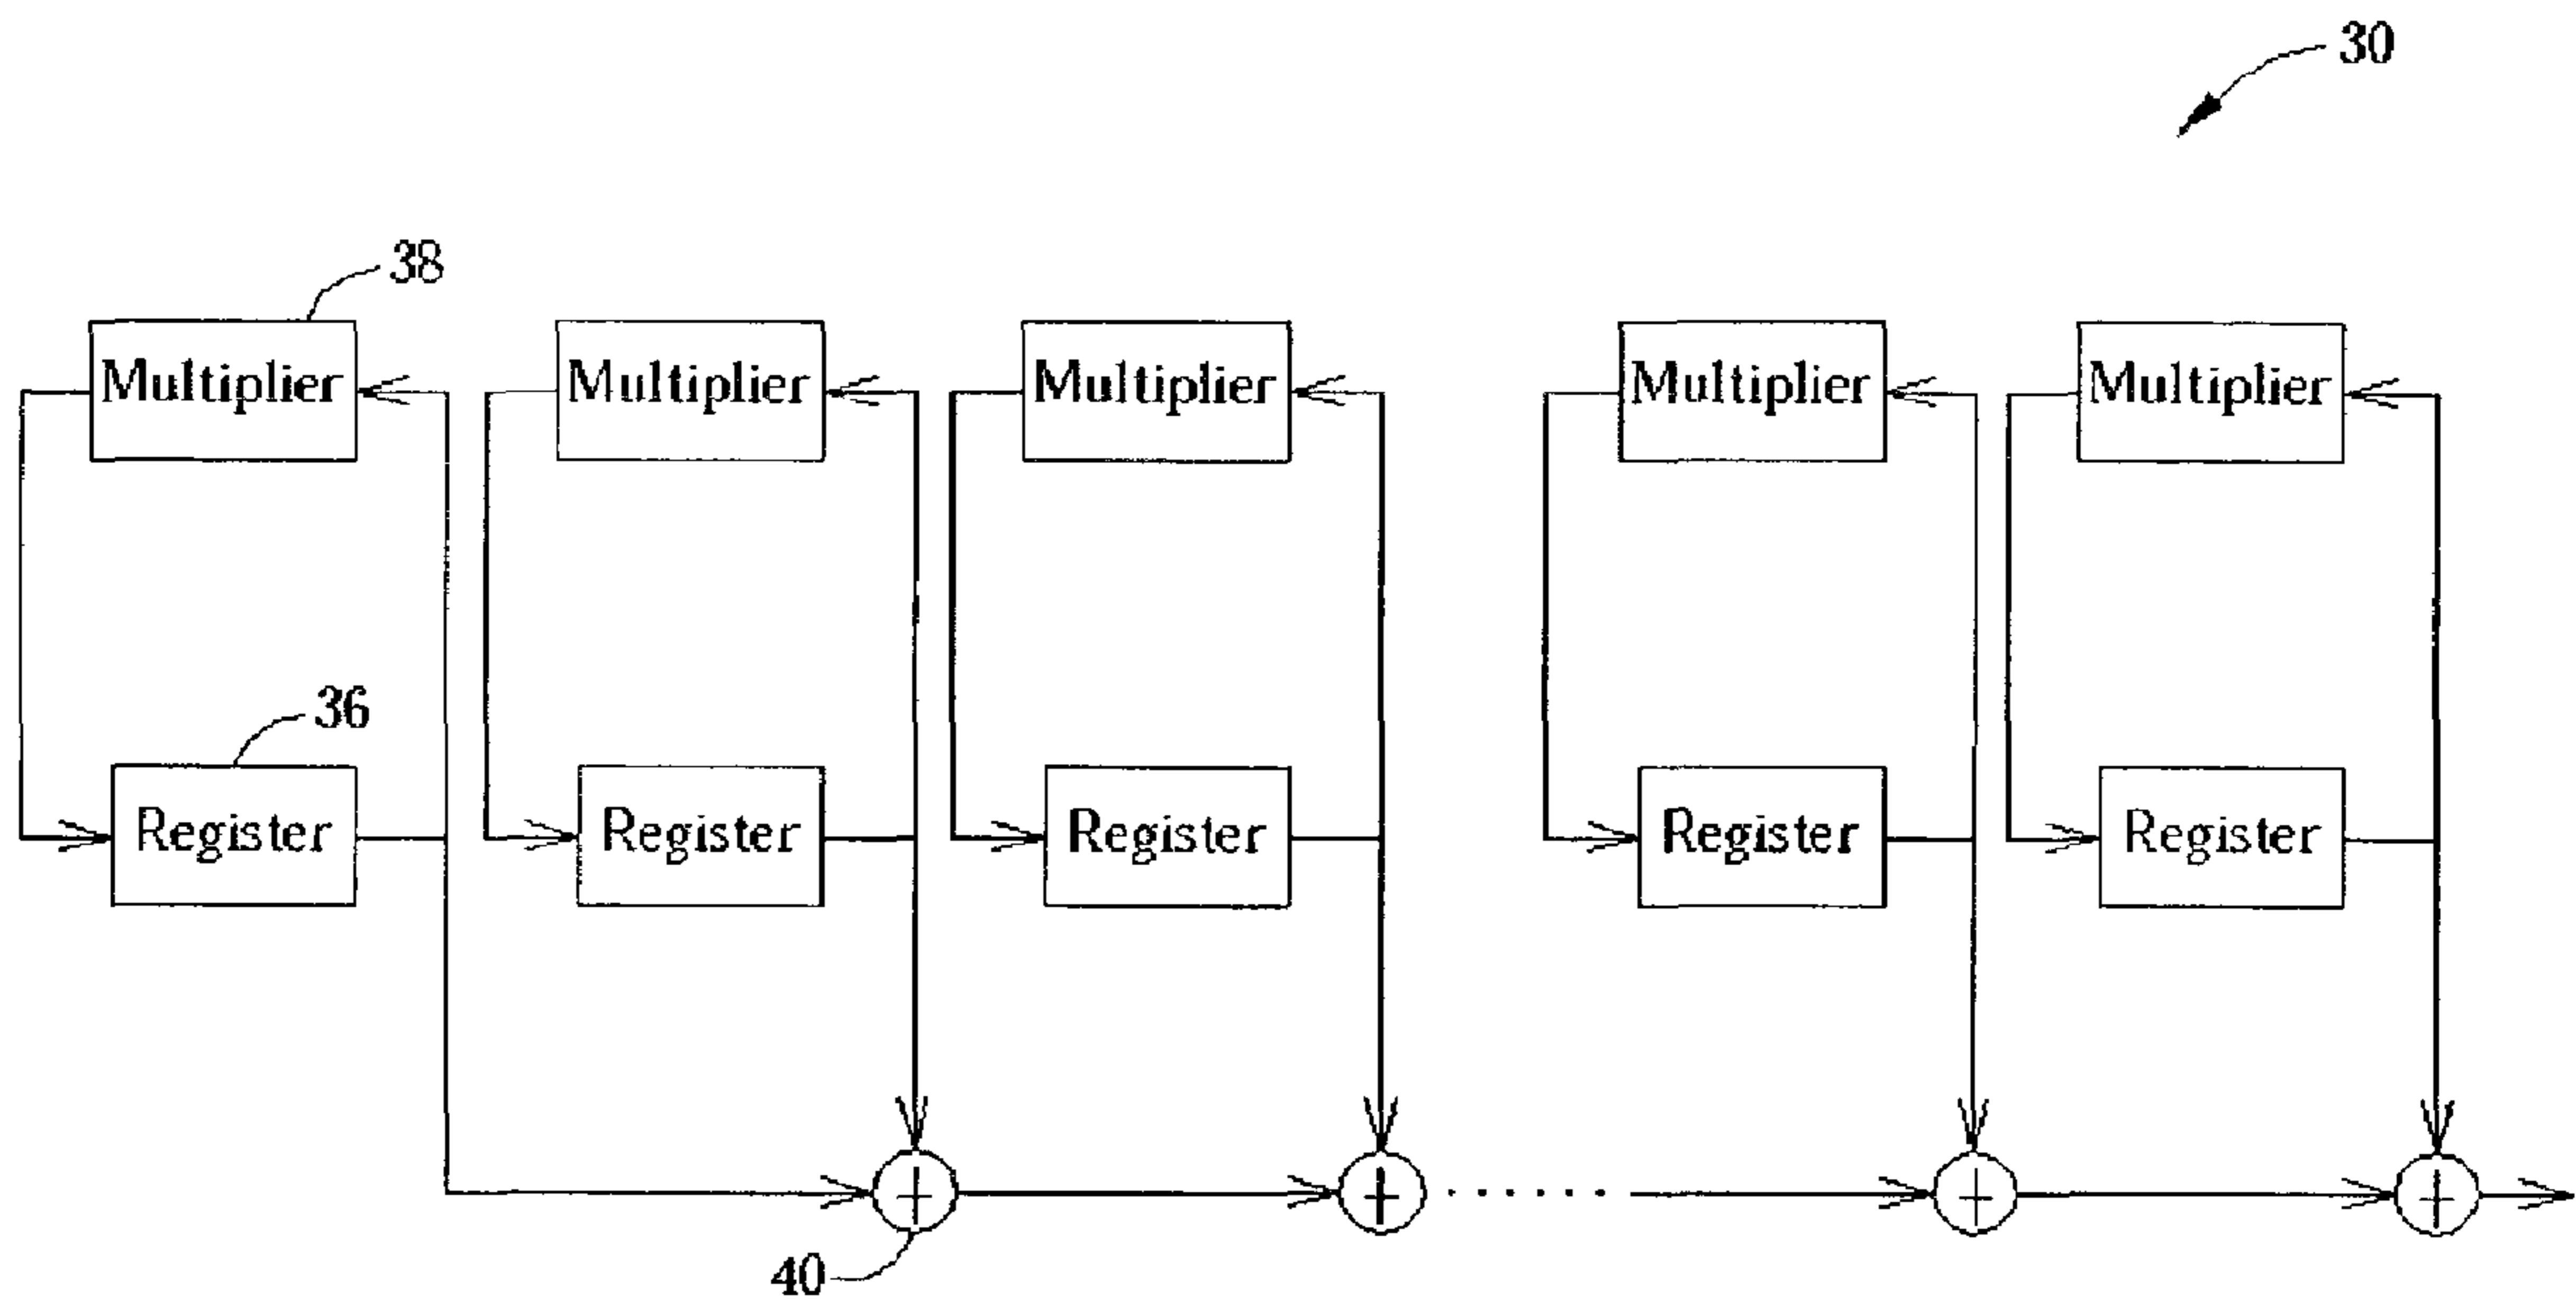 30
38
Multiplier Multiplier Multiplier Multiplier Multiplier
36
Register Register Register Register Register
+ + ...... + +
40